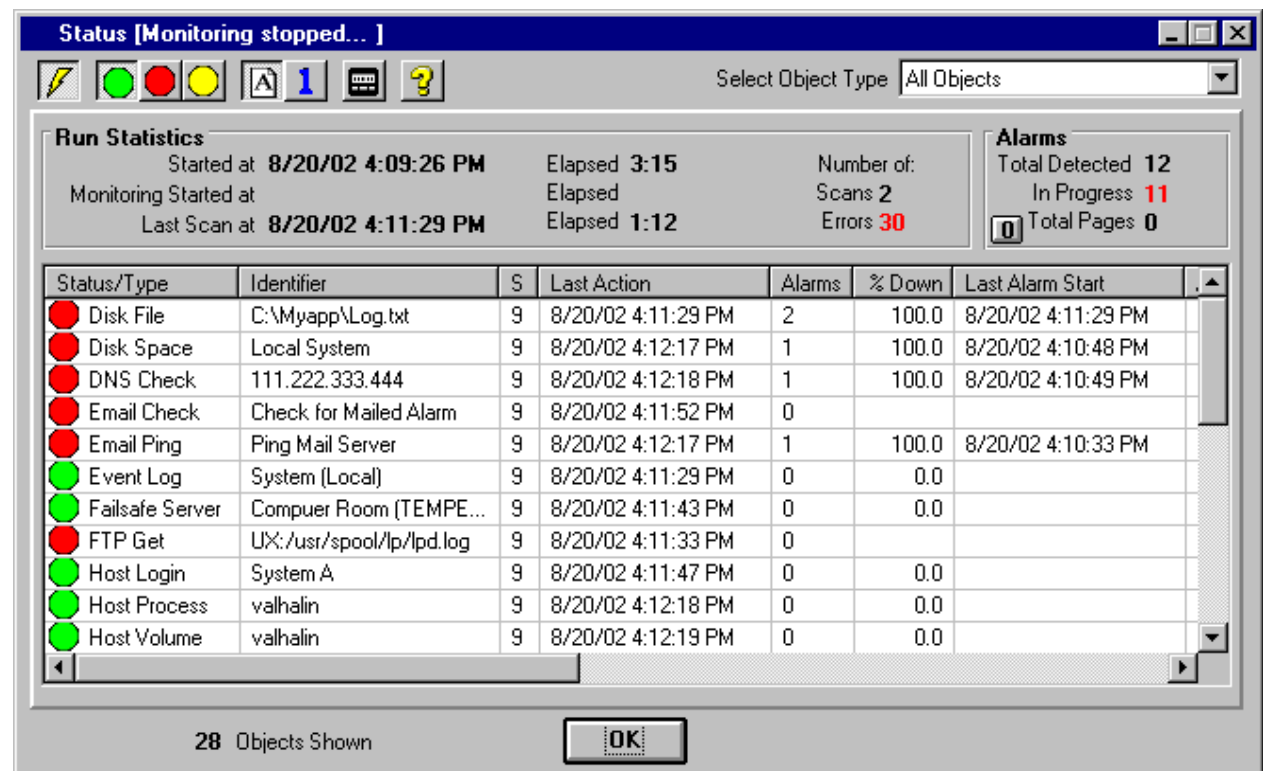 Status [Monitoring stopped... ]
A 1 ? Select Object Type All Objects
Run Statistics Alarms
Started at 8/20/02 4:09:26 PM Elapsed 3:15 Number of: Total Detected 12
Monitoring Started at Elapsed Scans 2 In Progress 11
Last Scan at 8/20/02 4:11:29 PM Elapsed 1:12 Errors 30 0 Total Pages 0
Status/Type Identifier S Last Action Alarms % Down Last Alarm Start
Disk File C:\Myapp\Log.txt 9 8/20/02 4:11:29 PM 2 100.0 8/20/02 4:11:29 PM
Disk Space Local System 9 8/20/02 4:12:17 PM 1 100.0 8/20/02 4:10:48 PM
DNS Check 111.222.333.444 9 8/20/02 4:12:18 PM 1 100.0 8/20/02 4:10:49 PM
Email Check Check for Mailed Alarm 9 8/20/02 4:11:52 PM 0
Email Ping Ping Mail Server 9 8/20/02 4:12:17 PM 1 100.0 8/20/02 4:10:33 PM
Event Log System (Local) 9 8/20/02 4:11:29 PM 0 0.0
Failsafe Server Compuer Room (TEMPE... 9 8/20/02 4:11:43 PM 0 0.0
FTP Get UX:/usr/spool/lp/lpd.log 9 8/20/02 4:11:33 PM 0
Host Login System A 9 8/20/02 4:11:47 PM 0 0.0
Host Process valhalin 9 8/20/02 4:12:18 PM 0 0.0
Host Volume valhalin 9 8/20/02 4:12:19 PM 0 0.0
28 Objects Shown OK